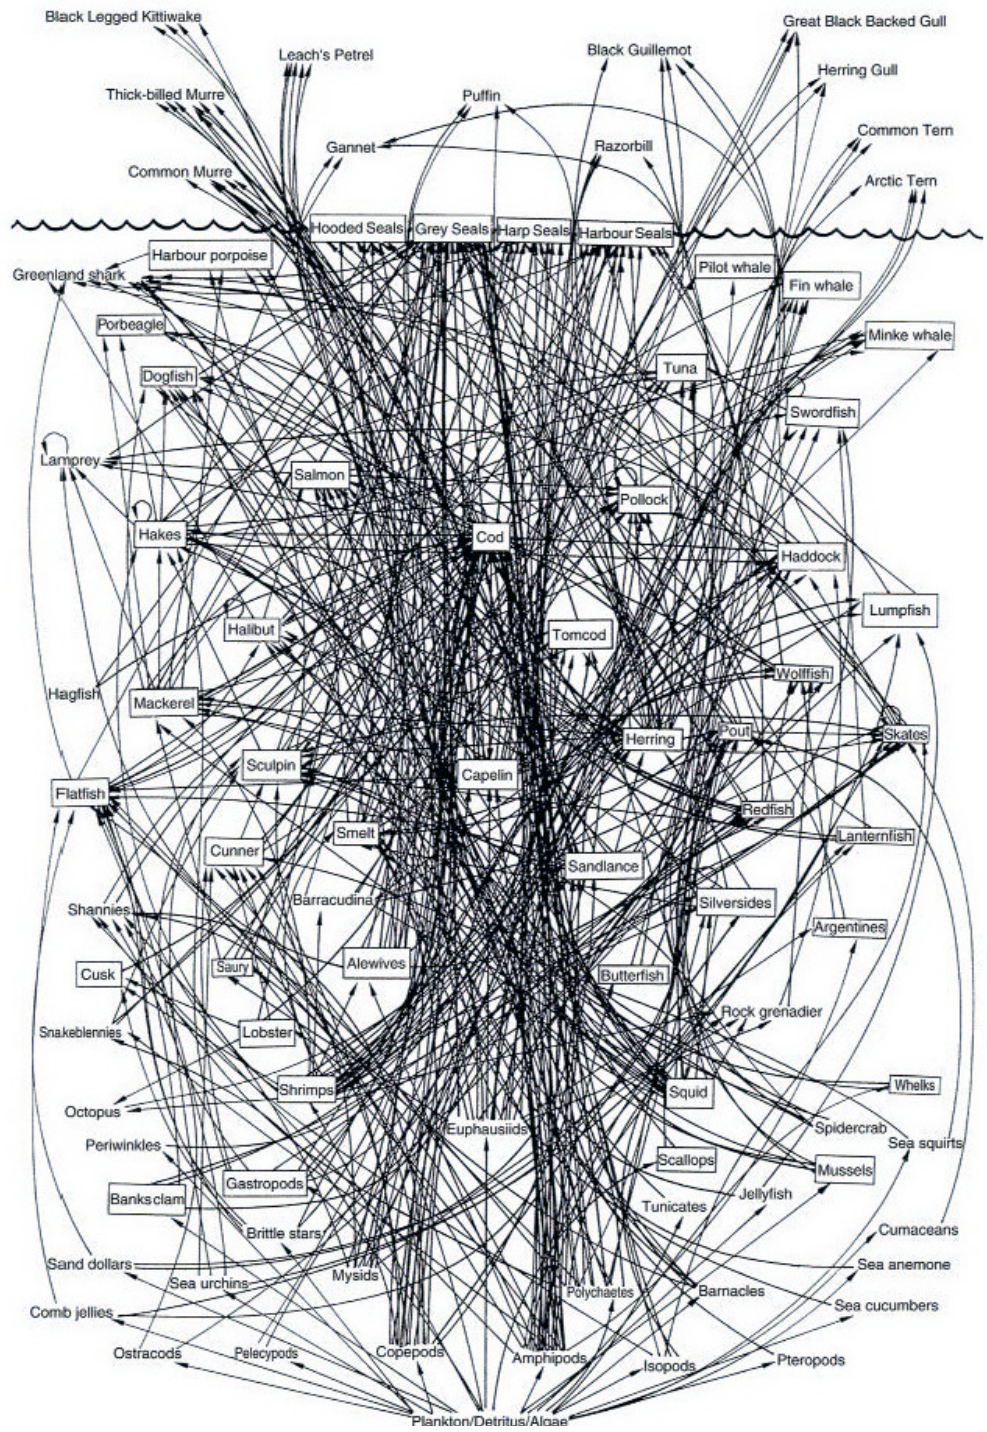 Black Legged Kittiwake
Great Black Backed Gull
Leach's Petrel
Black Guillemot
Herring Gull
Thick-billed Murre
Puffin
Common Tern
Gannet
Razorbill
Common Murre
Arctic Tern
Hooded Seals
Grey Seals
Harp Seals
Harbour Seals
Harbour porpoise
Greenland shark
Pilot whale
Fin whale
Porbeagle
Minke whale
Dogfish
Tuna
Swordfish
Lamprey
Salmon
Pollock
Hakes
Cod
Haddock
Lumpfish
Halibut
Tomcod
Hagfish
Mackerel
Wolffish
Herring
Pout
Skates
Sculpin
Capelin
Flatfish
Redfish
Smelt
Lanternfish
Cunner
Sandlance
Barracudina
Silversides
Shannies
Argentines
Cusk
Saury
Alewives
Butterfish
Rock grenadier
Snakeblennies
Lobster
Shrimps
Squid
Whelks
Octopus
Euphausiids
Spidercrab
Periwinkles
Sea squirts
Scallops
Mussels
Gastropods
Banksclam
Jellyfish
Tunicates
Brittle stars
Cumaceans
Sand dollars
Sea urchins
Mysids
Sea anemone
Polychaetes
Barnacles
Comb jellies
Sea cucumbers
Ostracods
Pelecypods
Copepods
Amphipods
Isopods
Pteropods
Plankton/Detritus/Algae